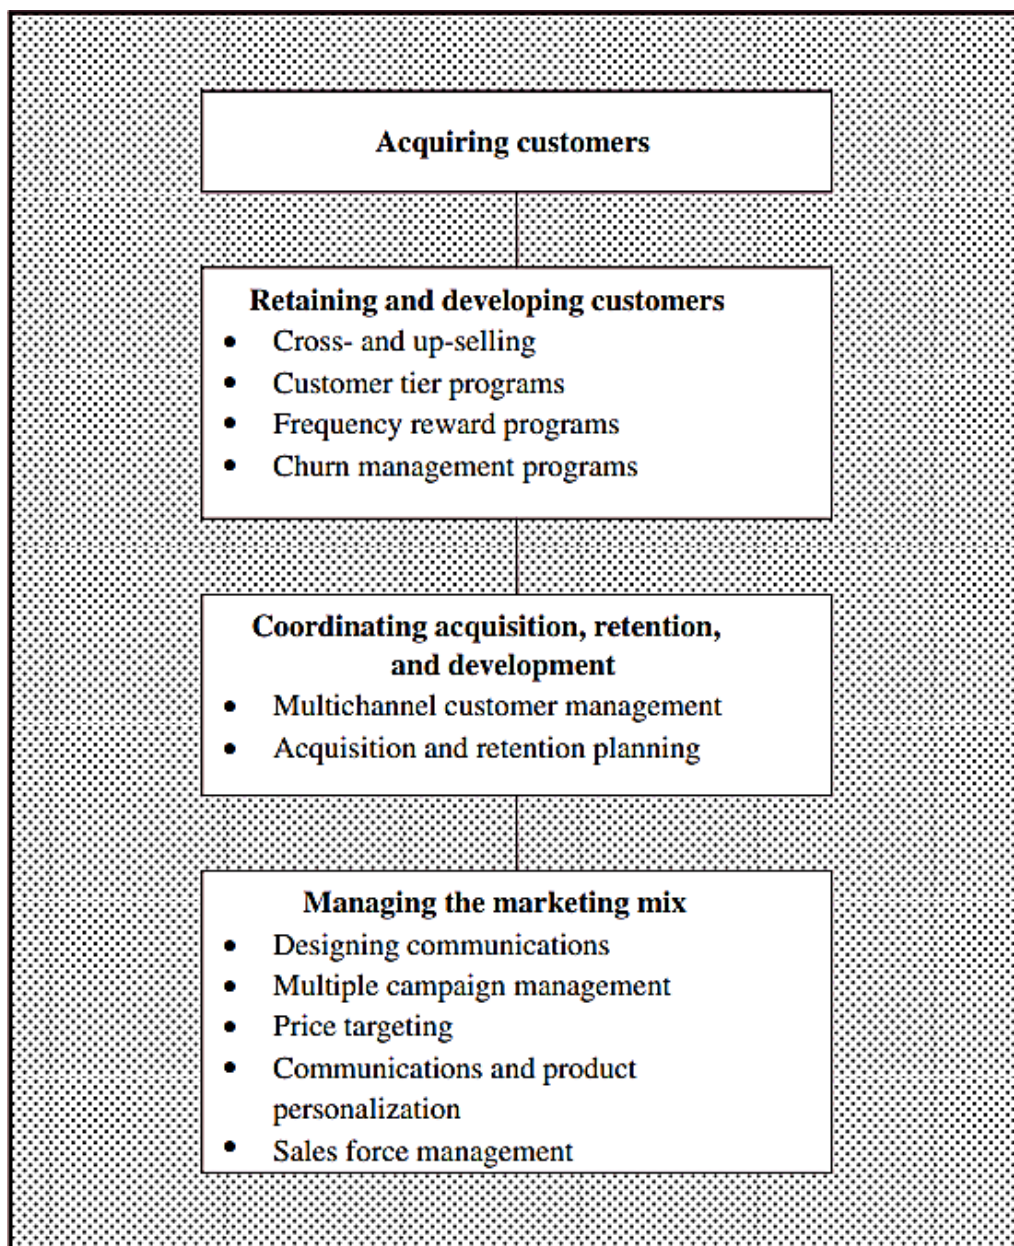 Acquiring customers
Retaining and developing customers
• Cross- and up-selling
• Customer tier programs
• Frequency reward programs
• Churn management programs
Coordinating acquisition, retention,
and development
• Multichannel customer management
• Acquisition and retention planning
Managing the marketing mix
• Designing communications
• Multiple campaign management
• Price targeting
• Communications and product
personalization
• Sales force management